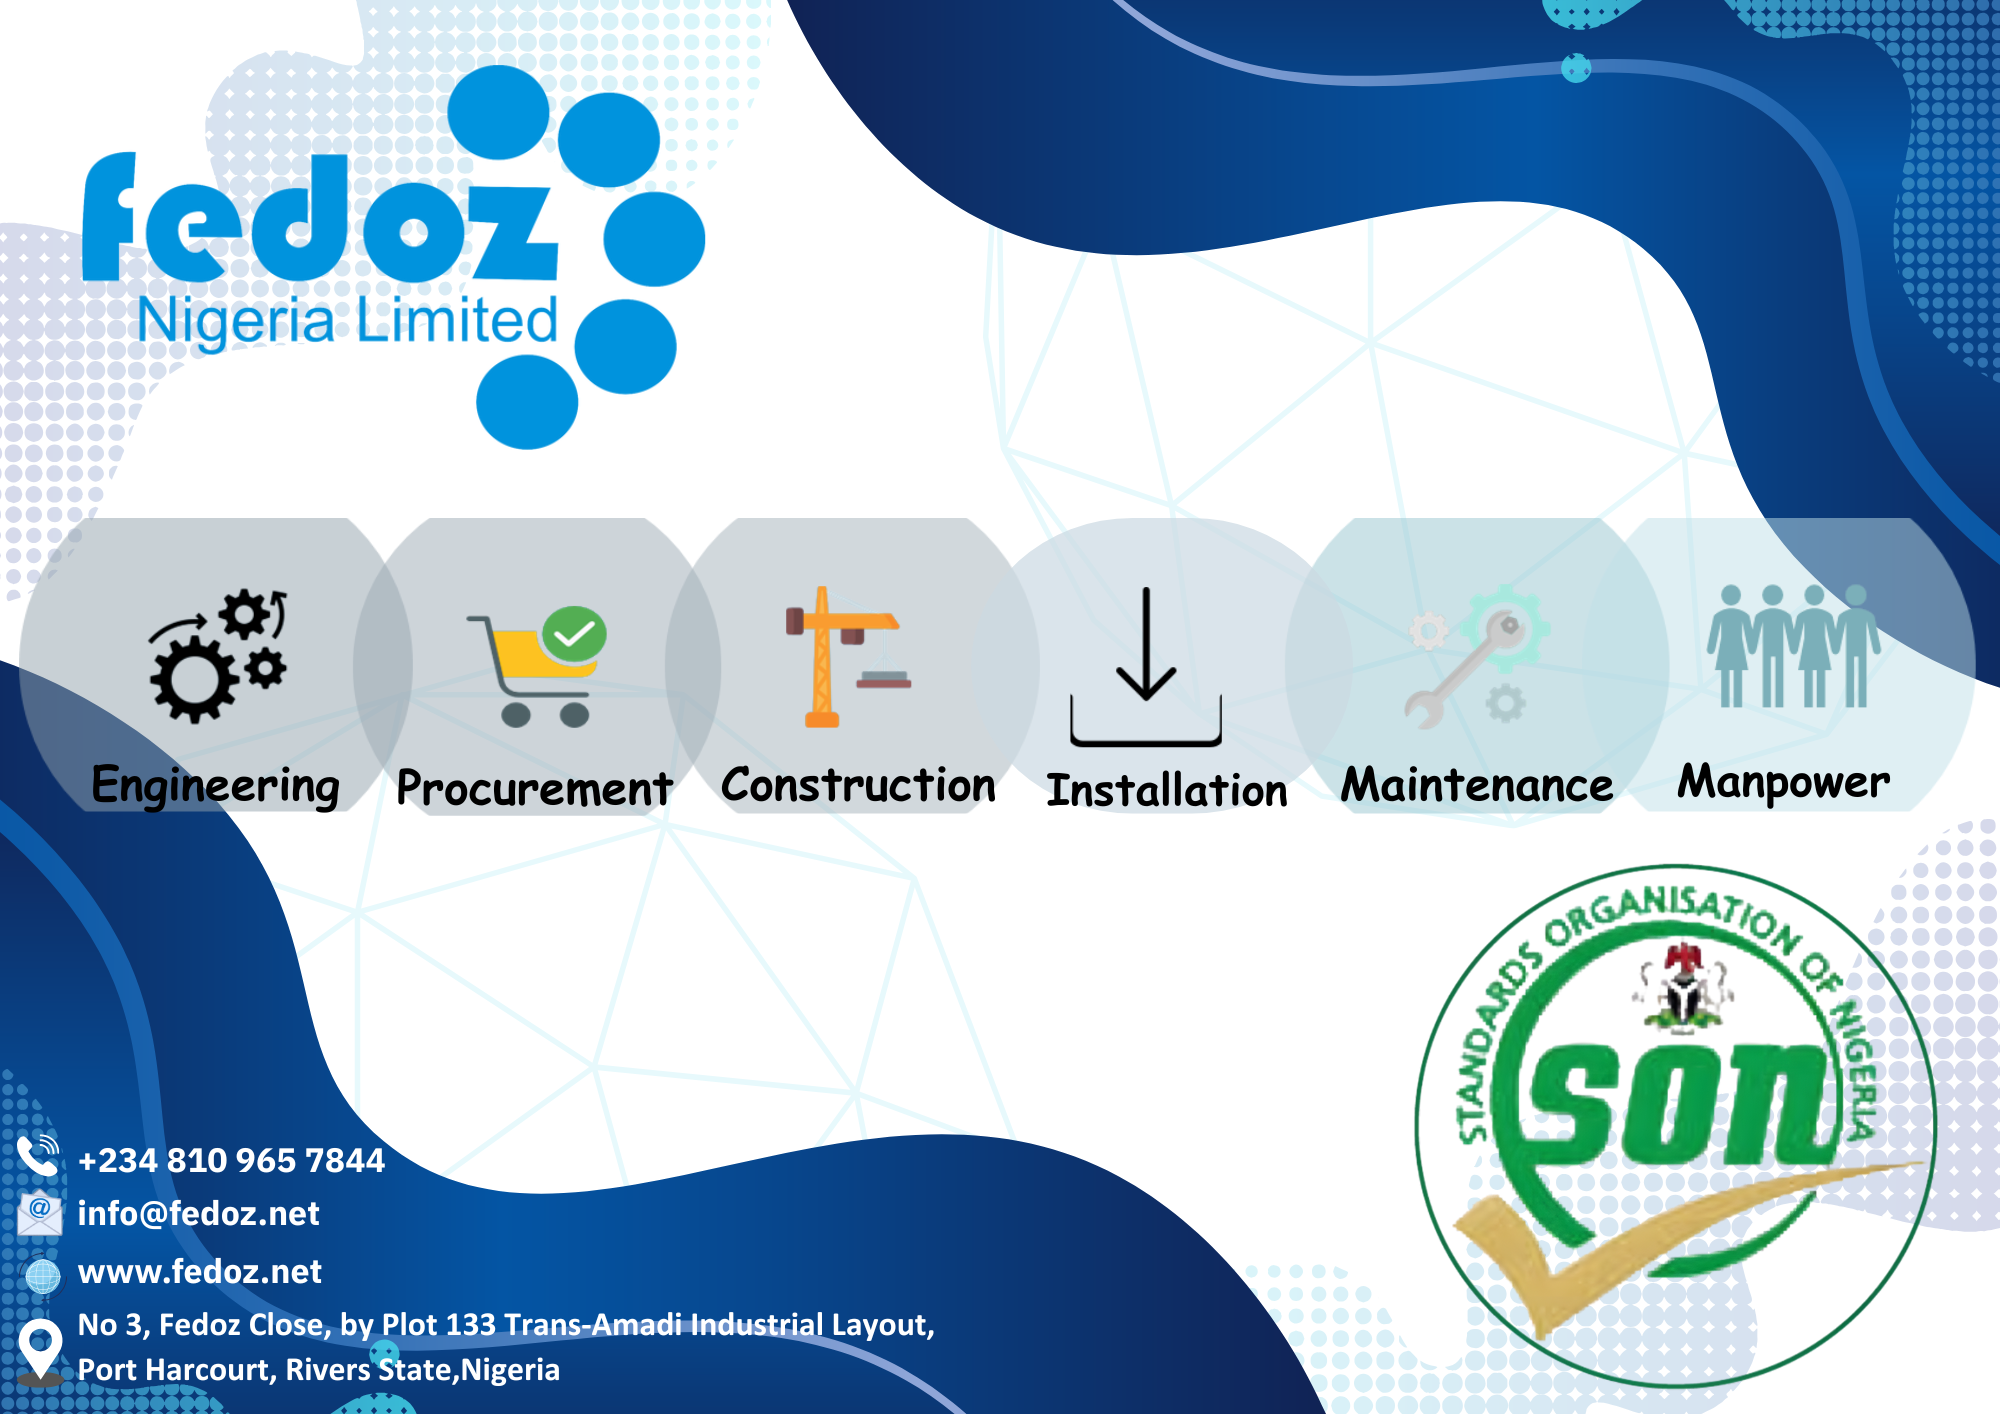 fedoz
Nigeria Limited
Engineering
Procurement
Construction
Installation
Maintenance
Manpower
STANDARDS ORGANISATION OF NIGERIA
SON
+234 810 965 7844
@
info@fedoz.net
www.fedoz.net
No 3, Fedoz Close, by Plot 133 Trans-Amadi Industrial Layout,
Port Harcourt, Rivers State,Nigeria